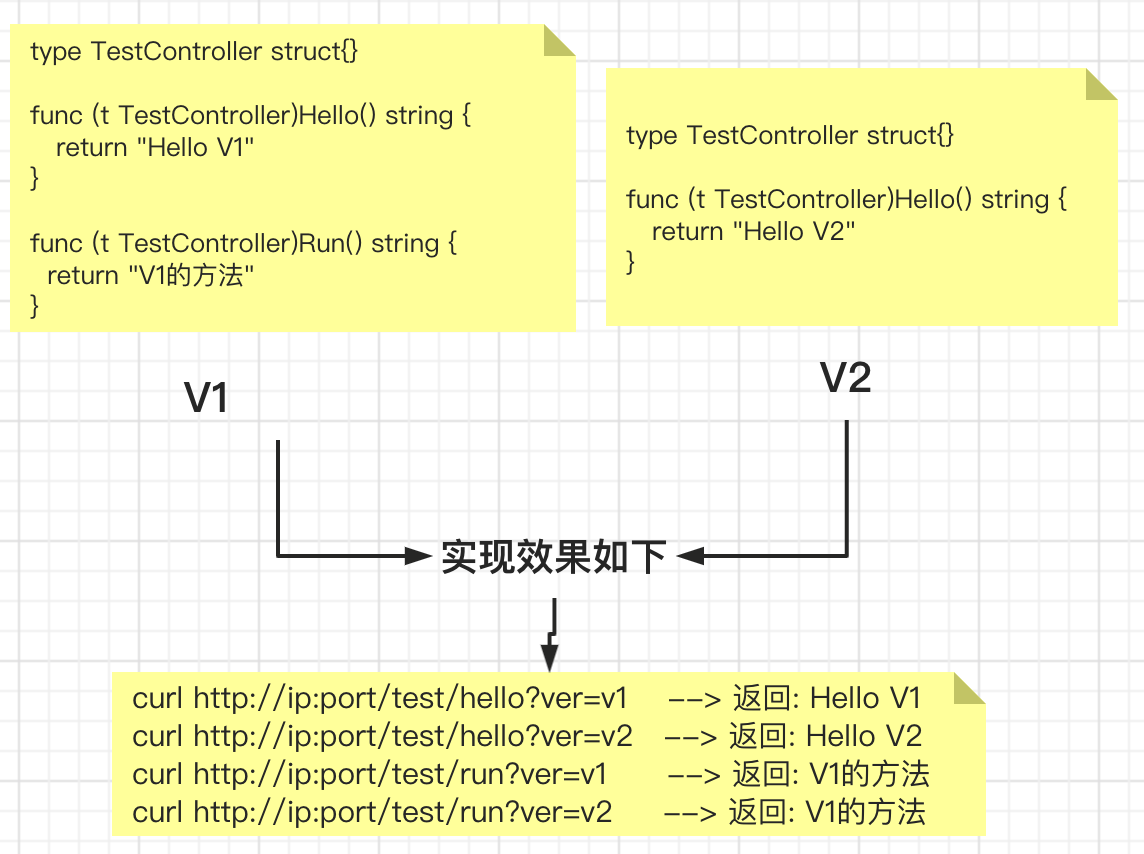 type TestController struct{}
func (t TestController)Hello() string {
return "Hello V1"
}
func (t TestController)Run() string {
return "V1的方法"
}
type TestController struct{}
func (t TestController)Hello() string {
return "Hello V2"
}
V1
V2
实现效果如下
curl http://ip:port/test/hello?ver=v1 --> 返回: Hello V1
curl http://ip:port/test/hello?ver=v2 --> 返回: Hello V2
curl http://ip:port/test/run?ver=v1 --> 返回: V1的方法
curl http://ip:port/test/run?ver=v2 --> 返回: V1的方法